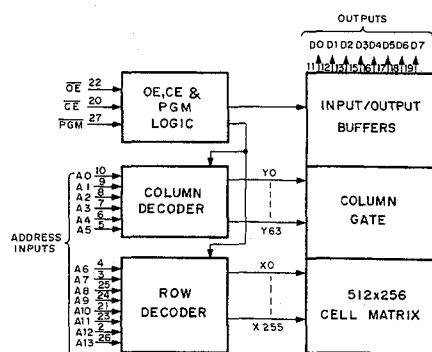 OUTPUTS
D0 D1 D2 D3 D4 D5 D6 D7
11 12 13 15 16 17 18 19
OE 22
CE 20
PGM 27
OE, CE &
PGM
LOGIC
INPUT/OUTPUT
BUFFERS
ADDRESS
INPUTS
A0 10
A1 9
A2 8
A3 7
A4 6
A5 5
COLUMN
DECODER
Y0
Y63
COLUMN
GATE
A6 4
A7 3
A8 25
A9 24
A10 21
A11 23
A12 2
A13 26
ROW
DECODER
X0
X255
512x256
CELL MATRIX